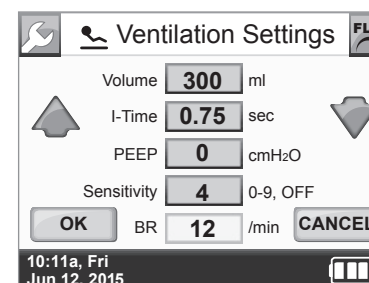 Ventilation Settings FL
Volume 300 ml
I-Time 0.75 sec
PEEP 0 cmH2O
Sensitivity 4 0-9, OFF
OK BR 12 /min CANCEL
10:11a, Fri
Jun 12, 2015